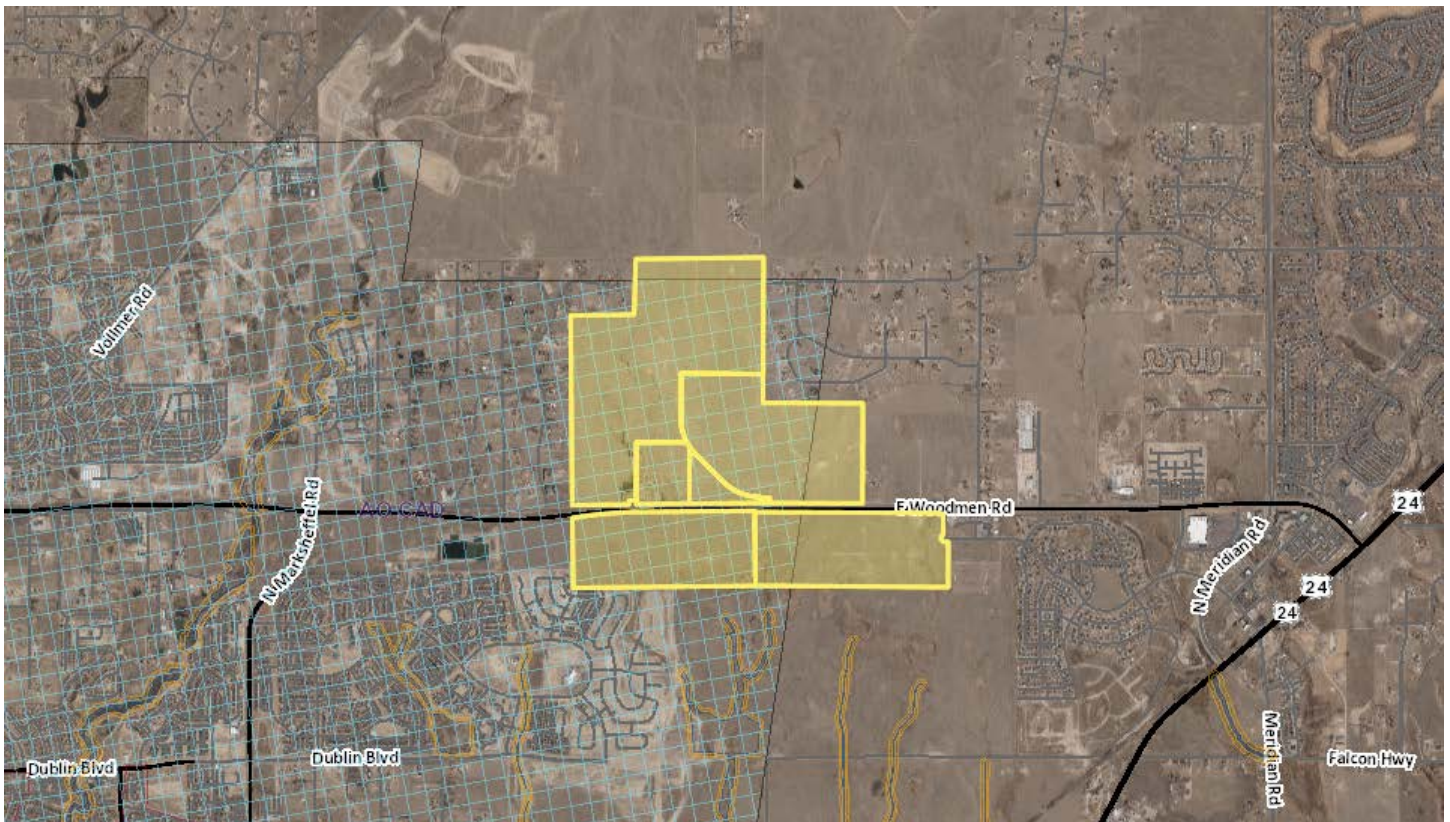 Vollmer Rd
24
AO-CAD
E Woodmen Rd
N Marksheffel Rd
N Meridian Rd
24
24
Dublin Blvd
Dublin Blvd
Meridian Rd
Falcon Hwy